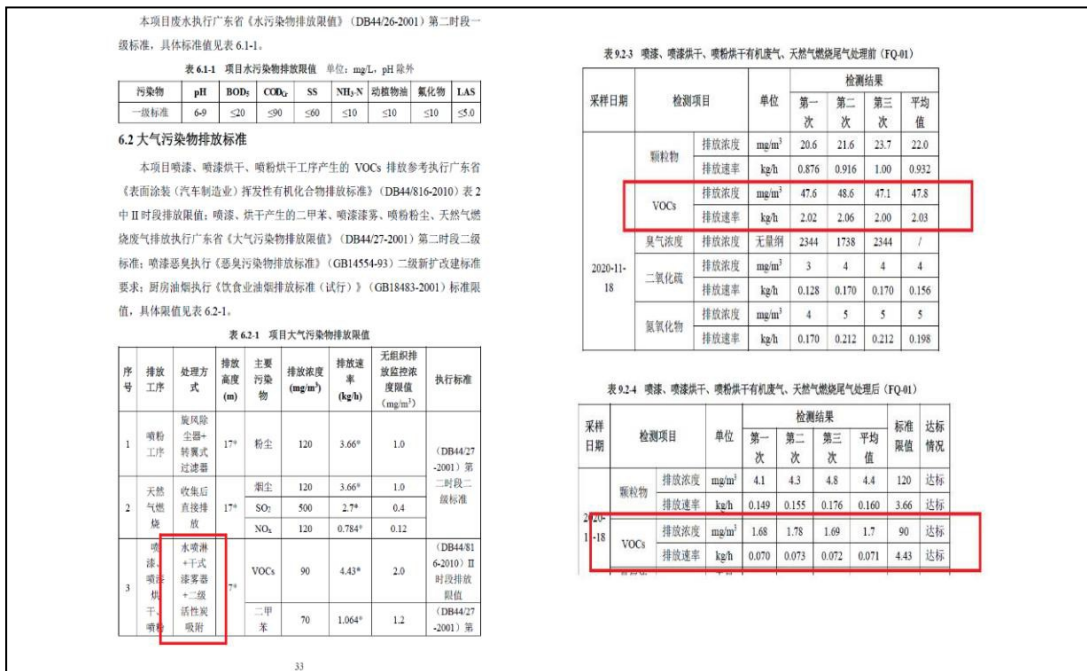 本项目废水执行广东省《水污染物排放限值》（DB44/26-2001）第二时段一
级标准，具体标准值见表 6.1-1。
表 6.1-1 项目水污染物排放限值 单位：mg/L，pH 除外
污染物 pH BOD₅ CODCr SS NH₃-N 动植物油 氟化物 LAS
一级标准 6-9 ≤20 ≤90 ≤60 ≤10 ≤10 ≤10 ≤5.0
6.2 大气污染物排放标准
本项目喷漆、喷漆烘干、喷粉烘干工序产生的 VOCs 排放参考执行广东省
《表面涂装（汽车制造业）挥发性有机化合物排放标准》（DB44/816-2010）表 2
中 II 时段排放限值；喷漆、烘干产生的二甲苯、喷漆漆雾、喷粉粉尘、天然气燃
烧废气排放执行广东省《大气污染物排放限值》（DB44/27-2001）第二时段二级
标准；喷漆恶臭执行《恶臭污染物排放标准》（GB14554-93）二级新扩改建标准
要求；厨房油烟执行《饮食业油烟排放标准（试行）》（GB18483-2001）标准限
值，具体限值见表 6.2-1。
表 6.2-1 项目大气污染物排放限值
序号 排放工序 处理方式 排放高度(m) 主要污染物 排放浓度(mg/m³) 排放速率(kg/h) 无组织排放监控浓度限值(mg/m³) 执行标准
1 喷粉工序 旋风除尘器+转翼式过滤器 17* 粉尘 120 3.66* 1.0 （DB44/27-2001）第二时段二级标准
2 天然气燃烧 收集后直接排放 17* 烟尘 120 3.66* 1.0
SO₂ 500 2.7* 0.4
NOₓ 120 0.784* 0.12
3 喷漆、喷漆烘干、喷粉 水喷淋+干式漆雾器+二级活性炭吸附 7* VOCs 90 4.43* 2.0 （DB44/816-2010）II时段排放限值
二甲苯 70 1.064* 1.2 （DB44/27-2001）第
33
表 9.2-3 喷漆、喷漆烘干、喷粉烘干有机废气、天然气燃烧尾气处理前（FQ-01）
采样日期 检测项目 单位 检测结果
第一次 第二次 第三次 平均值
2020-11-18 颗粒物 排放浓度 mg/m³ 20.6 21.6 23.7 22.0
排放速率 kg/h 0.876 0.916 1.00 0.932
VOCs 排放浓度 mg/m³ 47.6 48.6 47.1 47.8
排放速率 kg/h 2.02 2.06 2.00 2.03
臭气浓度 排放浓度 无量纲 2344 1738 2344 /
二氧化硫 排放浓度 mg/m³ 3 4 4 4
排放速率 kg/h 0.128 0.170 0.170 0.156
氮氧化物 排放浓度 mg/m³ 4 5 5 5
排放速率 kg/h 0.170 0.212 0.212 0.198
表 9.2-4 喷漆、喷漆烘干、喷粉烘干有机废气、天然气燃烧尾气处理后（FQ-01）
采样日期 检测项目 单位 检测结果 标准限值 达标情况
第一次 第二次 第三次 平均值
2020-11-18 颗粒物 排放浓度 mg/m³ 4.1 4.3 4.8 4.4 120 达标
排放速率 kg/h 0.149 0.155 0.176 0.160 3.66 达标
VOCs 排放浓度 mg/m³ 1.68 1.78 1.69 1.7 90 达标
排放速率 kg/h 0.070 0.073 0.072 0.071 4.43 达标